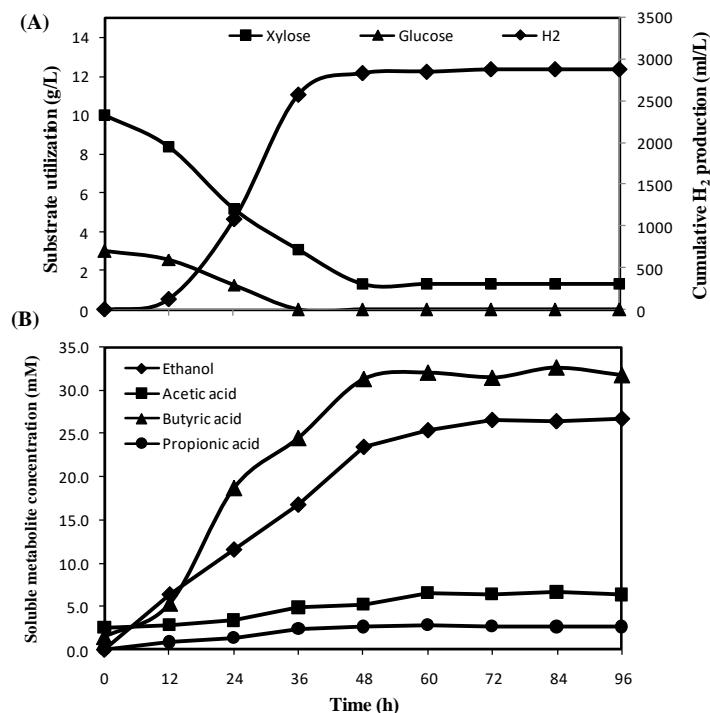 (A)
Xylose Glucose H2
Substrate utilization (g/L)
14
12
10
8
6
4
2
0
3500
3000
2500
2000
1500
1000
500
0
Cumulative H₂ production (ml/L)
(B)
Ethanol
Acetic acid
Butyric acid
Propionic acid
Soluble metabolite concentration (mM)
35.0
30.0
25.0
20.0
15.0
10.0
5.0
0.0
0 12 24 36 48 60 72 84 96
Time (h)